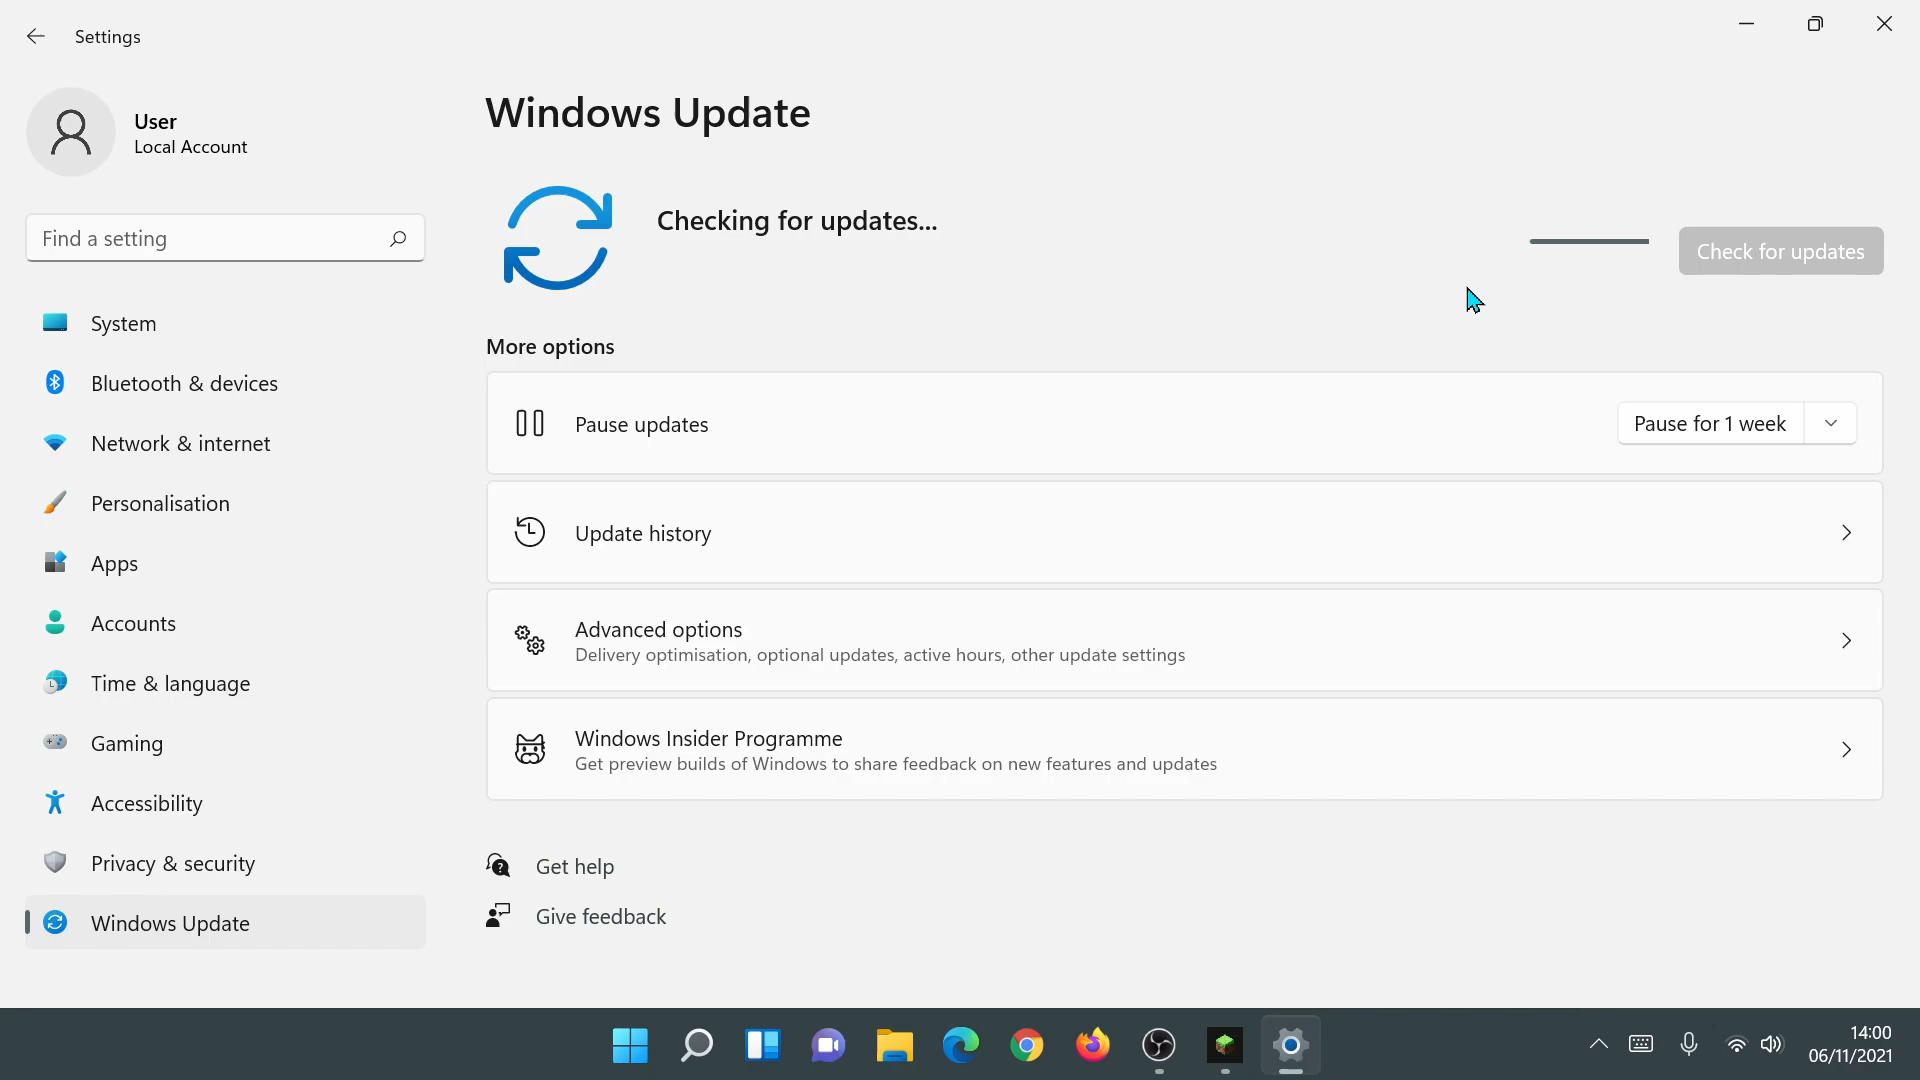 Settings
User
Local Account
Find a setting
System
Bluetooth & devices
Network & internet
Personalisation
Apps
Accounts
Time & language
Gaming
Accessibility
Privacy & security
Windows Update
Windows Update
Checking for updates...
Check for updates
More options
Pause updates
Pause for 1 week
Update history
Advanced options
Delivery optimisation, optional updates, active hours, other update settings
Windows Insider Programme
Get preview builds of Windows to share feedback on new features and updates
Get help
Give feedback
14:00
06/11/2021